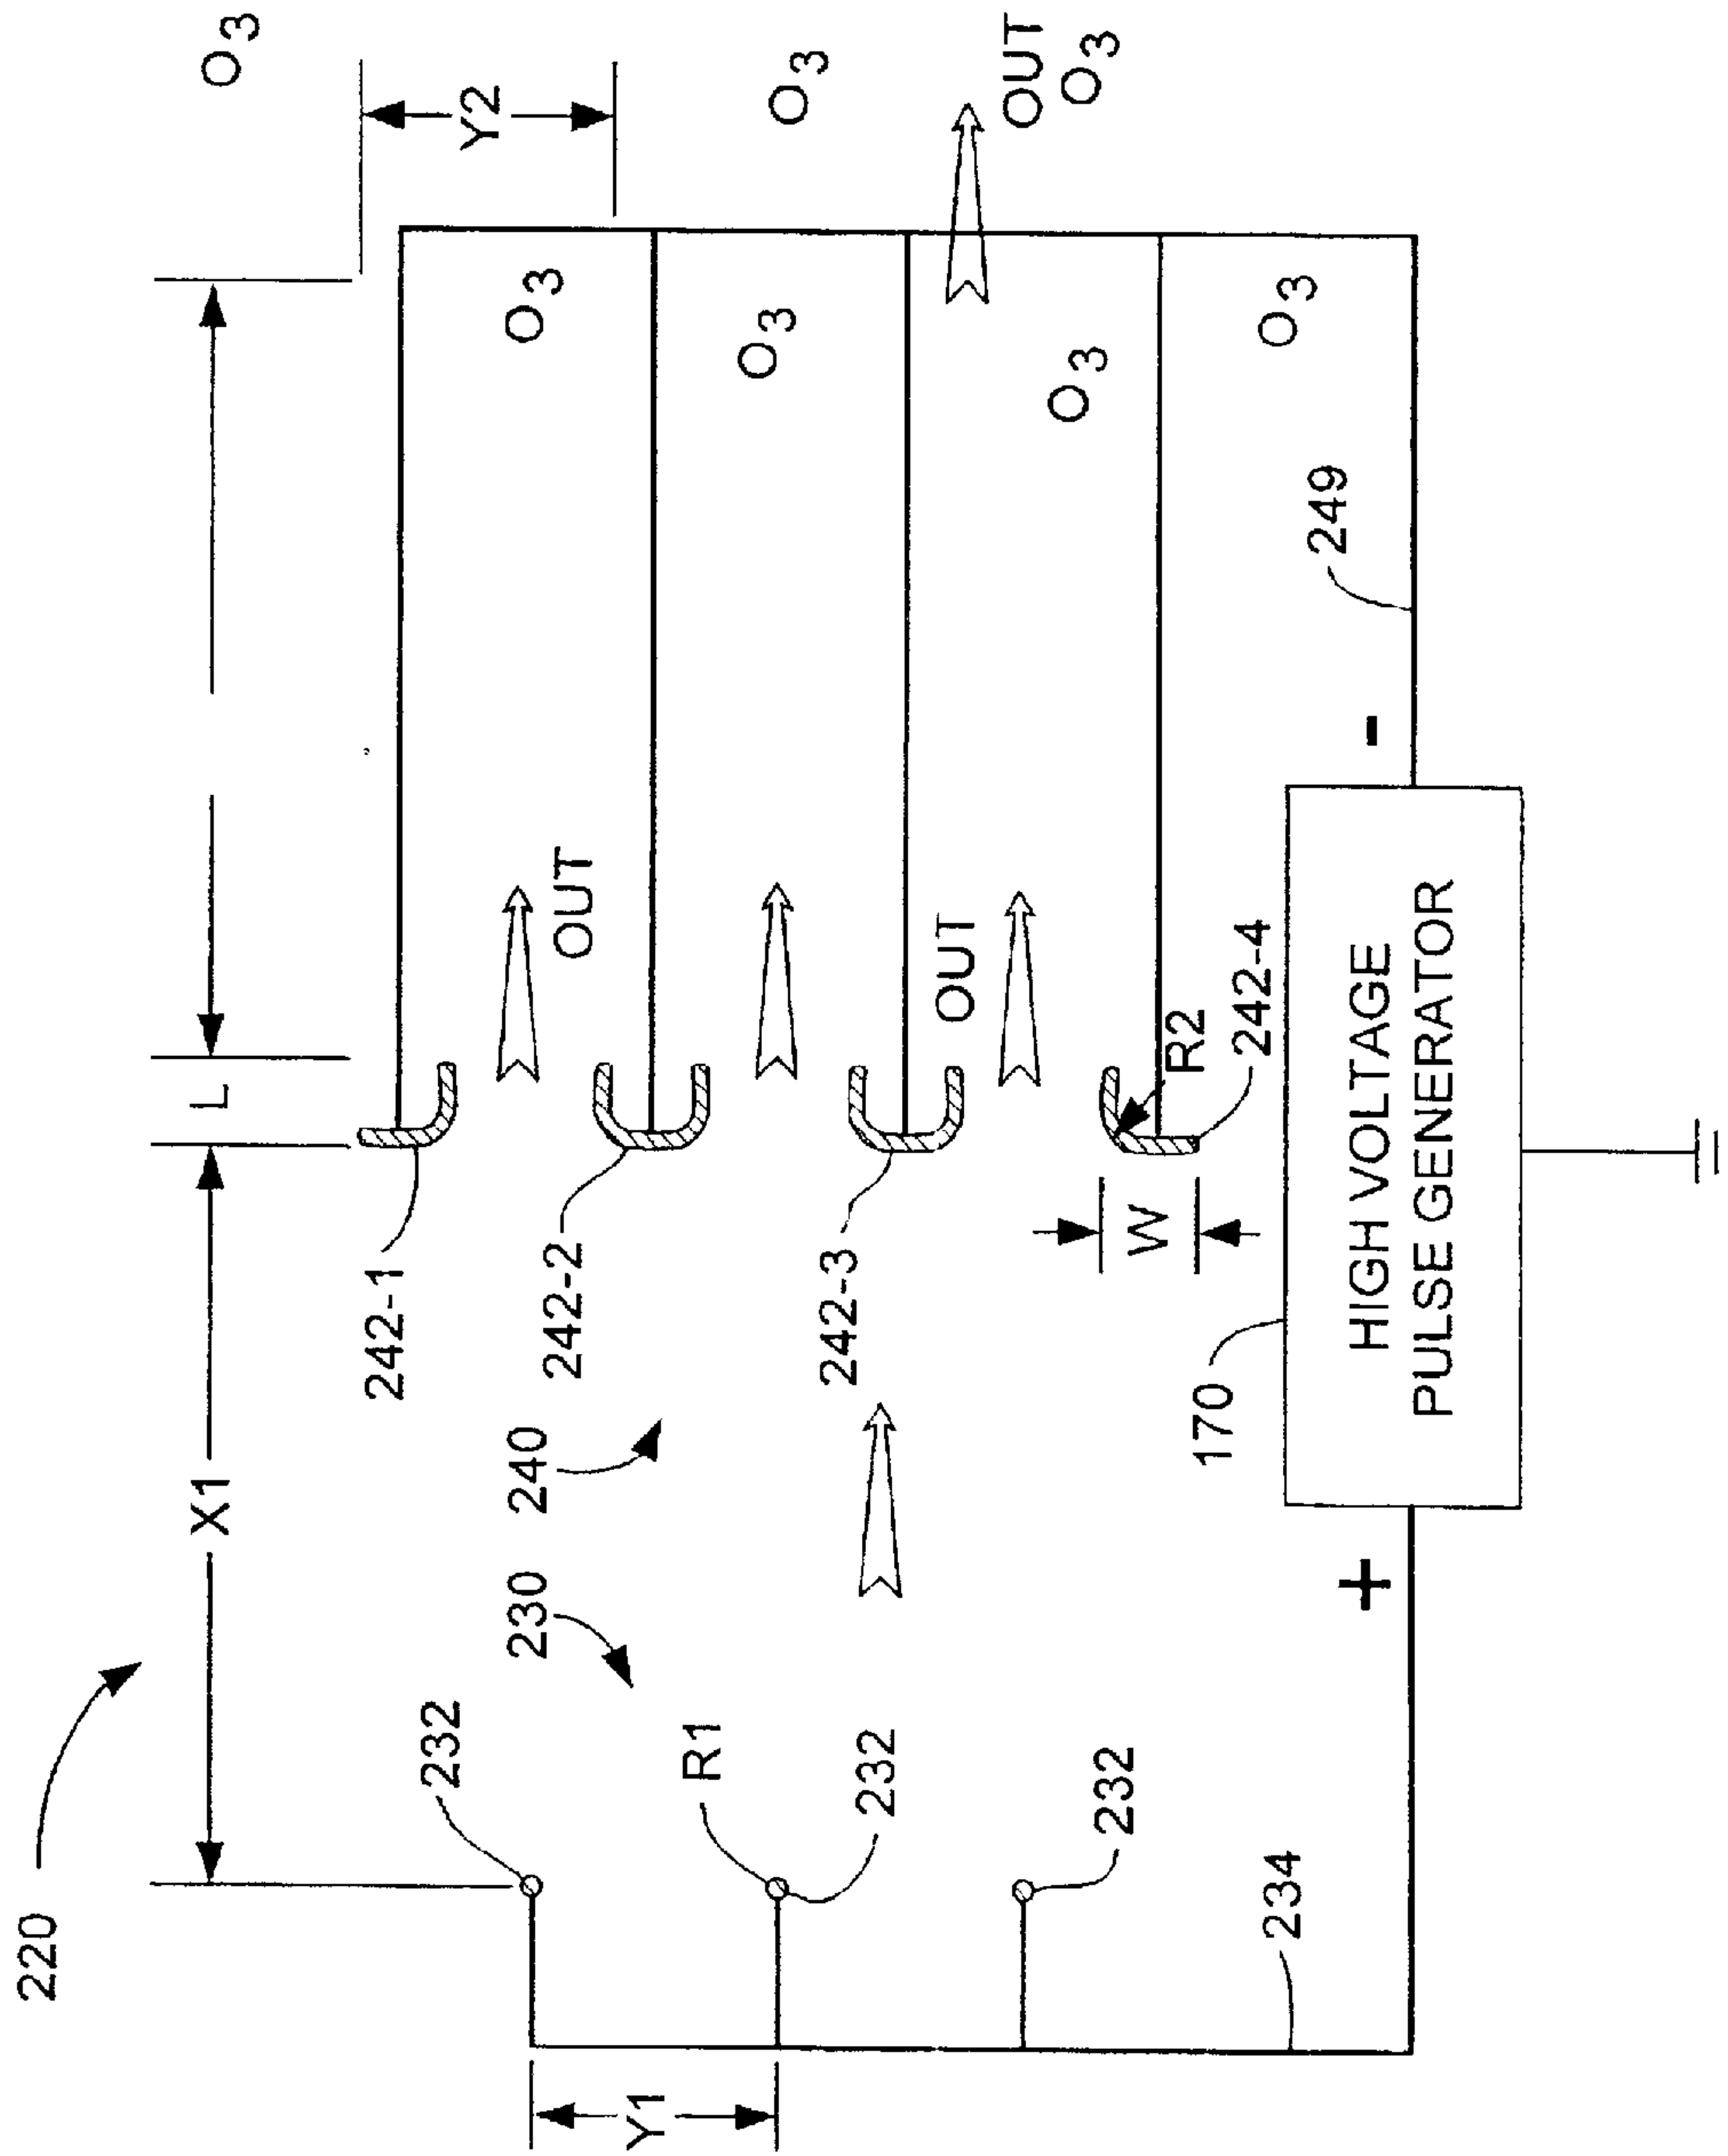 220
X1
L
O3
Y2
232
230
240
242-1
OUT
O3
R1
242-2
O3
O3
232
242-3
OUT
OUT
O3
232
W
R2
O3
242-4
O3
Y1
234
+
170
HIGH VOLTAGE
PULSE GENERATOR
-
249